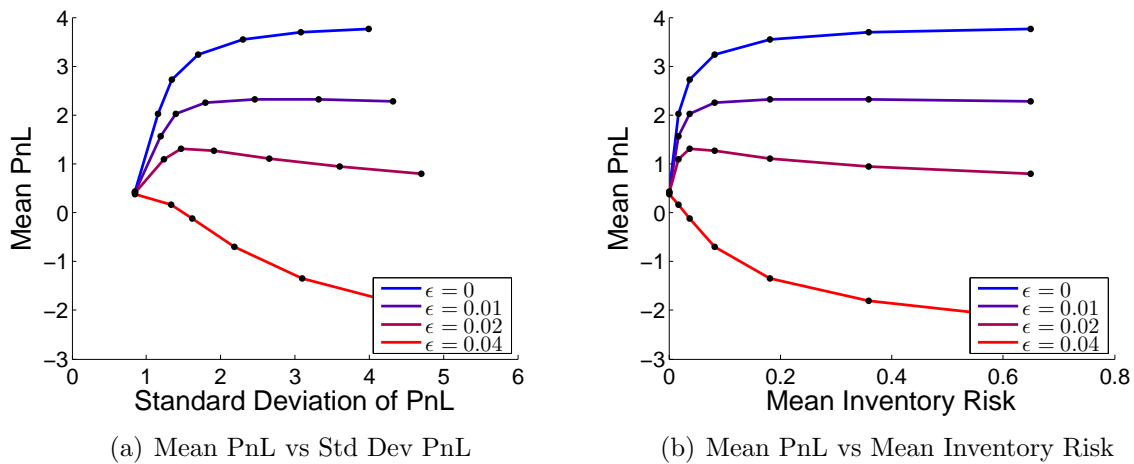 4
3
2
1
0
−1
−2
−3
Mean PnL
0 1 2 3 4 5 6
Standard Deviation of PnL
ϵ = 0
ϵ = 0.01
ϵ = 0.02
ϵ = 0.04
(a) Mean PnL vs Std Dev PnL
4
3
2
1
0
−1
−2
−3
Mean PnL
0 0.2 0.4 0.6 0.8
Mean Inventory Risk
ϵ = 0
ϵ = 0.01
ϵ = 0.02
ϵ = 0.04
(b) Mean PnL vs Mean Inventory Risk